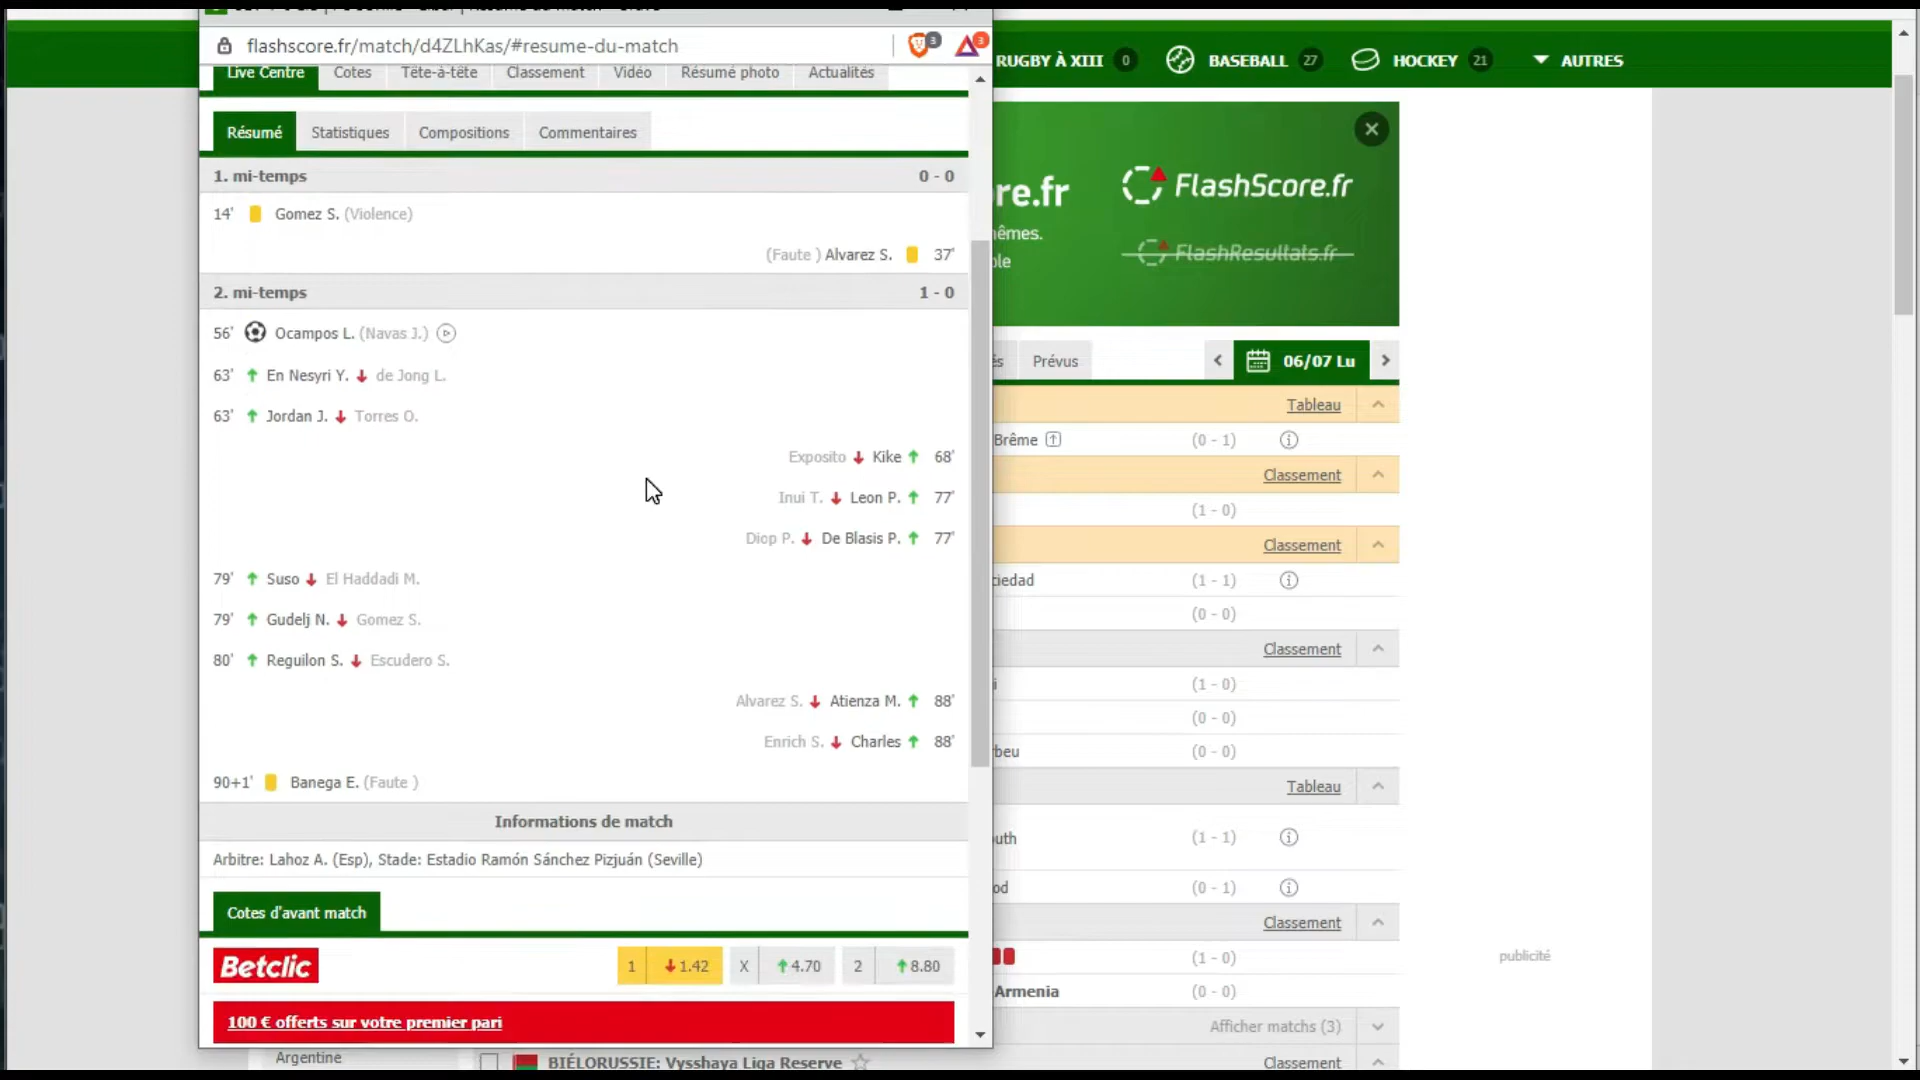 flashscore.fr/match/d4ZLhKas/#resume-du-match
3
3
Live Centre Cotes Tête-à-tête Classement Vidéo Résumé photo Actualités
Résumé Statistiques Compositions Commentaires
1. mi-temps 0 - 0
14' Gomez S. (Violence)
(Faute ) Alvarez S. 37'
2. mi-temps 1 - 0
56' Ocampos L. (Navas J.)
63' En Nesyri Y. de Jong L.
63' Jordan J. Torres O.
Exposito Kike 68'
Inui T. Leon P. 77'
Diop P. De Blasis P. 77'
79' Suso El Haddadi M.
79' Gudelj N. Gomez S.
80' Reguilon S. Escudero S.
Alvarez S. Atienza M. 88'
Enrich S. Charles 88'
90+1' Banega E. (Faute )
Informations de match
Arbitre: Lahoz A. (Esp), Stade: Estadio Ramón Sánchez Pizjuán (Seville)
Cotes d'avant match
Betclic 1 1.42 X 4.70 2 8.80
100 € offerts sur votre premier pari
Argentine
BIÉLORUSSIE: Vysshaya Liga Reserve
RUGBY À XIII 0 BASEBALL 27 HOCKEY 21 AUTRES
re.fr
êmes.
ble
FlashScore.fr
FlashResultats.fr
és Prévus 06/07 Lu
Tableau
Brême (0 - 1)
Classement
(1 - 0)
Classement
ciedad (1 - 1)
(0 - 0)
Classement
i (1 - 0)
(0 - 0)
rbeu (0 - 0)
Tableau
outh (1 - 1)
od (0 - 1)
Classement
(1 - 0)
Armenia (0 - 0)
Afficher matchs (3)
Classement
publicité